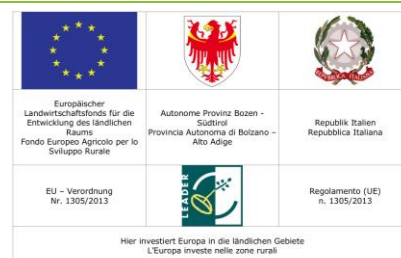 Europäischer
Landwirtschaftsfonds für die
Entwicklung des ländlichen
Raums
Fondo Europeo Agricolo per lo
Sviluppo Rurale
Autonome Provinz Bozen -
Südtirol
Provincia Autonoma di Bolzano –
Alto Adige
REPVBBLICA ITALIANA
Republik Italien
Repubblica Italiana
EU – Verordnung
Nr. 1305/2013
LEADER
Regolamento (UE)
n. 1305/2013
Hier investiert Europa in die ländlichen Gebiete
L'Europa investe nelle zone rurali